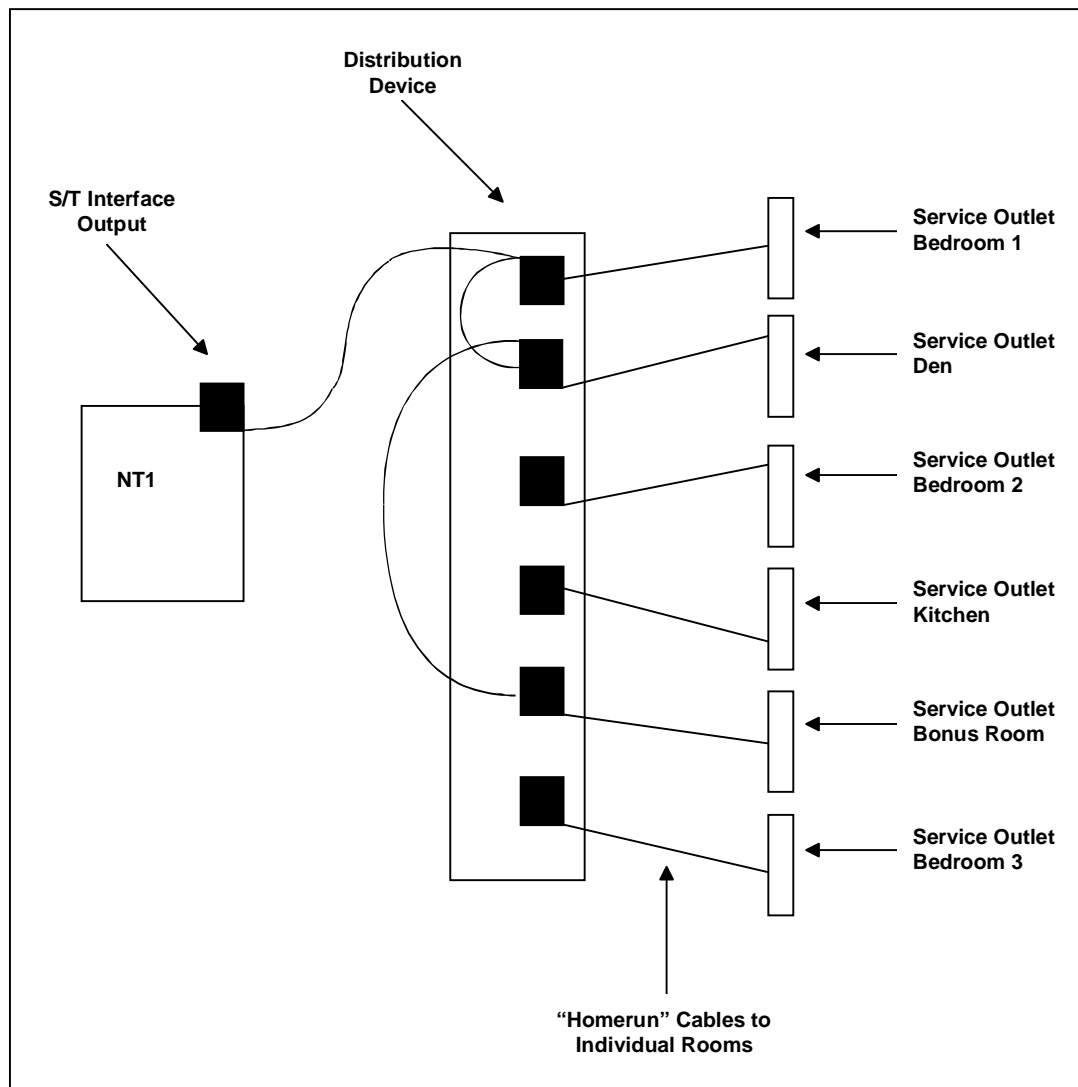 Distribution
Device
S/T Interface
Output
Service Outlet
Bedroom 1
Service Outlet
Den
NT1
Service Outlet
Bedroom 2
Service Outlet
Kitchen
Service Outlet
Bonus Room
Service Outlet
Bedroom 3
“Homerun” Cables to
Individual Rooms